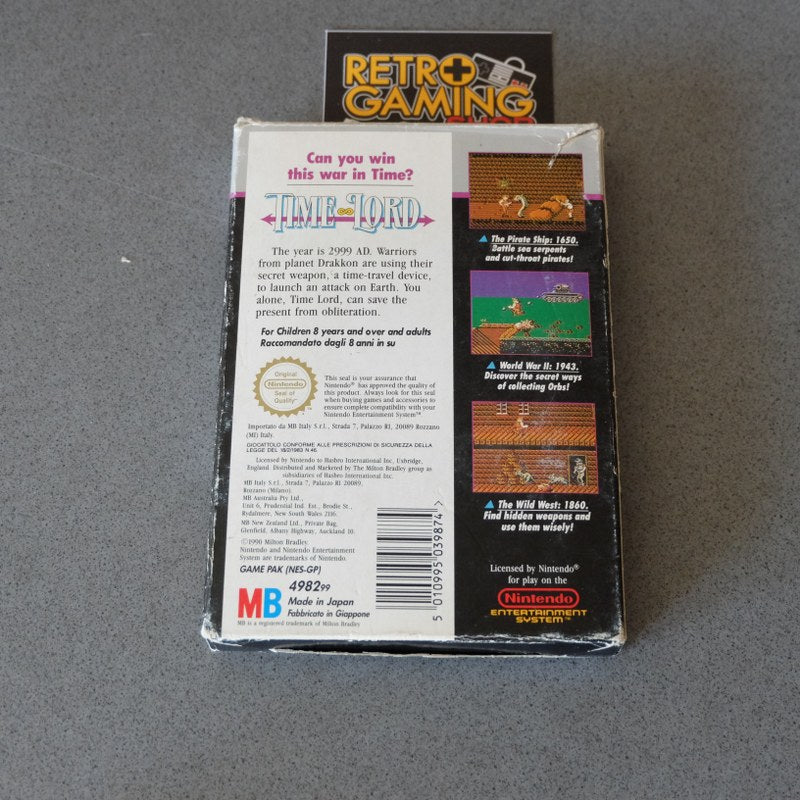 RETRO
GAMING
SHOP
Can you win
this war in Time?
TIME LORD
The year is 2999 AD. Warriors
from planet Drakkon are using their
secret weapon, a time-travel device,
to launch an attack on Earth. You
alone, Time Lord, can save the
present from obliteration.
For Children 8 years and over and adults
Raccomandato dagli 8 anni in su
Original
Nintendo®
Seal of
Quality™
This seal is your assurance that
Nintendo® has approved the quality of
this product. Always look for this seal
when buying games and accessories to
ensure complete compatibility with your
Nintendo Entertainment System™.
Importato da MB Italy S.r.l., Strada 7, Palazzo R1, 20089 Rozzano
(MI) Italy.
GIOCATTOLO CONFORME ALLE PRESCRIZIONI DI SICUREZZA DELLA
LEGGE DEL 18/2/1983 N 46.
Licensed by Nintendo to Hasbro International Inc, Uxbridge,
England. Distributed and Marketed by The Milton Bradley group as
subsidiaries of Hasbro International Inc.
MB Italy S.r.l., Strada 7, Palazzo R1 20089
Rozzano (Milano).
MB Australia Pty Ltd.,
Unit 6, Prudential Ind. Est., Brodie St.,
Rydalmere, New South Wales 2116.
MB New Zealand Ltd., Private Bag,
Glenfield, Albany Highway, Auckland 10.
©1990 Milton Bradley
Nintendo and Nintendo Entertainment
System are trademarks of Nintendo.
GAME PAK (NES-GP)
498299
MB
Made in Japan
Fabbricato in Giappone
MB is a registered trademark of Milton Bradley
5 010995 039874 >
▲ The Pirate Ship: 1650.
Battle sea serpents
and cut-throat pirates!
▲ World War II: 1943.
Discover the secret ways
of collecting Orbs!
▲ The Wild West: 1860.
Find hidden weapons and
use them wisely!
Licensed by Nintendo®
for play on the
Nintendo
ENTERTAINMENT
SYSTEM™